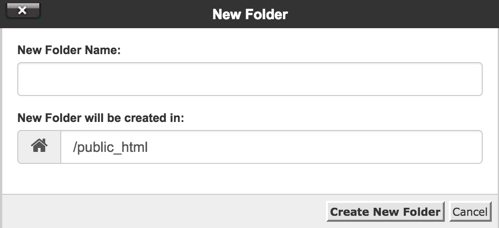 New Folder
New Folder Name:
New Folder will be created in:
/public_html
Create New Folder Cancel